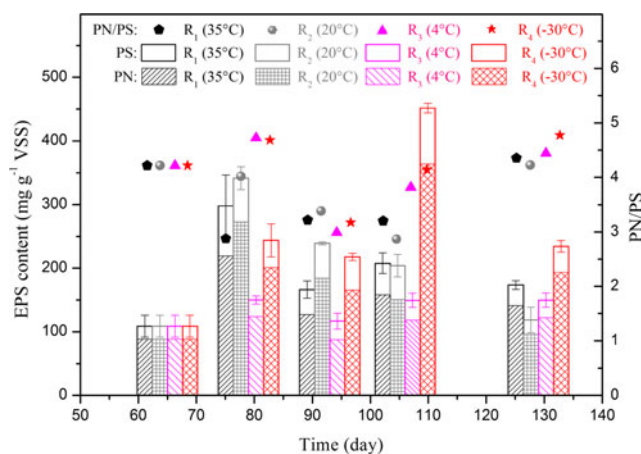 PN/PS: R1 (35°C) R2 (20°C) R3 (4°C) R4 (-30°C)
PS: R1 (35°C) R2 (20°C) R3 (4°C) R4 (-30°C)
PN: R1 (35°C) R2 (20°C) R3 (4°C) R4 (-30°C)
EPS content (mg g-1 VSS)
500
400
300
200
100
0
6
5
4
3
2
1
0
PN/PS
50 60 70 80 90 100 110 120 130 140
Time (day)